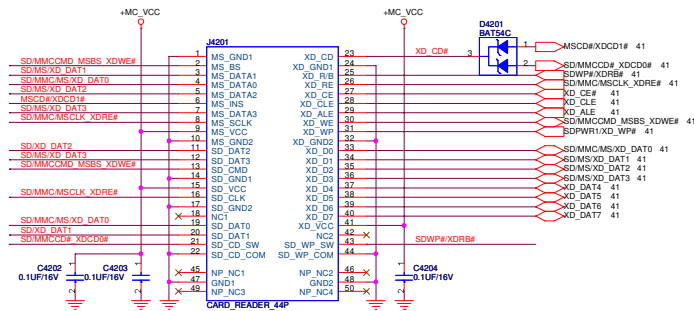 +MC_VCC
+MC_VCC
D4201
BAT54C
J4201
1 MS_GND1 XD_CD 23 XD_CD# 3 1 MSCD#/XDCD1# 41
SD/MMCCMD_MSBS_XDWE# 2 MS_BS XD_GND1 24 2 SD/MMCCD#_XDCD0# 41
SD/MS/XD_DAT1 3 MS_DATA1 XD_R/B 25 SDWP#/XDRB# 41
SD/MMC/MS/XD_DAT0 4 MS_DATA0 XD_RE 26 SD/MMC/MSCLK_XDRE# 41
SD/MS/XD_DAT2 5 MS_DATA2 XD_CE 27 XD_CE# 41
MSCD#/XDCD1# 6 MS_INS XD_CLE 28 XD_CLE 41
SD/MS/XD_DAT3 7 MS_DATA3 XD_ALE 29 XD_ALE 41
SD/MMC/MSCLK_XDRE# 8 MS_SCLK XD_WE 30 SD/MMCCMD_MSBS_XDWE# 41
9 MS_VCC XD_WP 31 SDPWR1/XD_WP# 41
10 MS_GND2 XD_GND2 32
SD/XD_DAT2 11 SD_DAT2 XD_D0 33 SD/MMC/MS/XD_DAT0 41
SD/MS/XD_DAT3 12 SD_DAT3 XD_D1 34 SD/MS/XD_DAT1 41
SD/MMCCMD_MSBS_XDWE# 13 SD_CMD XD_D2 35 SD/MS/XD_DAT2 41
14 SD_GND1 XD_D3 36 SD/MS/XD_DAT3 41
15 SD_VCC XD_D4 37 XD_DAT4 41
SD/MMC/MSCLK_XDRE# 16 SD_CLK XD_D5 38 XD_DAT5 41
17 SD_GND2 XD_D6 39 XD_DAT6 41
18 NC1 XD_D7 40 XD_DAT7 41
SD/MMC/MS/XD_DAT0 19 SD_DAT0 XD_VCC 41
SD/XD_DAT1 20 SD_DAT1 NC2 42
SD/MMCCD#_XDCD0# 21 SD_CD_SW SD_WP_SW 43 SDWP#/XDRB#
22 SD_CD_COM SD_WP_COM 44
C4202 1 C4203 1 45 NP_NC1 NP_NC2 46 C4204 1
0.1UF/16V 0.1UF/16V 47 GND1 GND2 48 0.1UF/16V
2 2 49 NP_NC3 NP_NC4 50 2
CARD_READER_44P